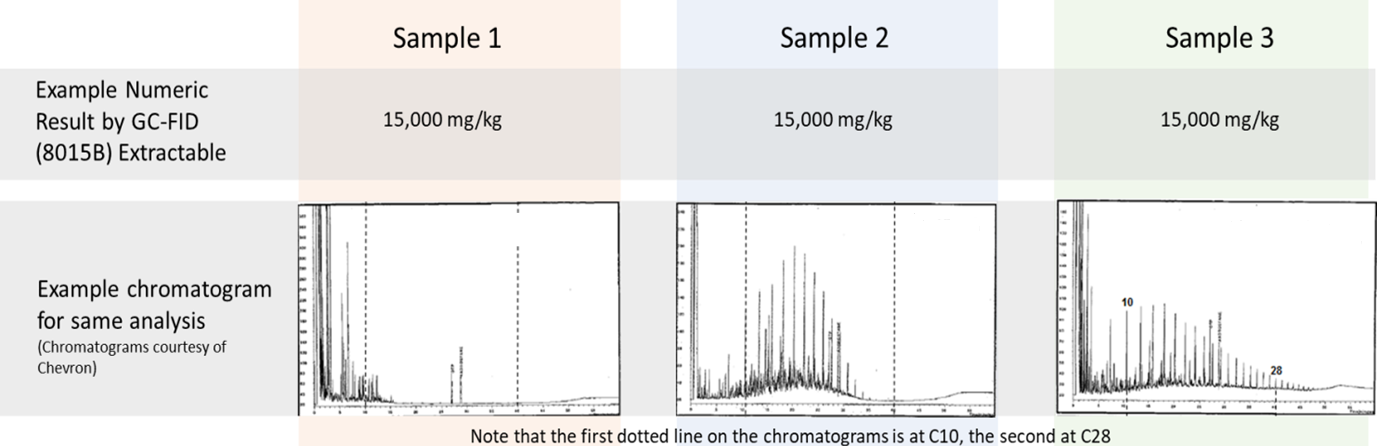 Sample 1
Sample 2
Sample 3
Example Numeric
Result by GC-FID
(8015B) Extractable
15,000 mg/kg
15,000 mg/kg
15,000 mg/kg
Example chromatogram
for same analysis
(Chromatograms courtesy of
Chevron)
10
28
Note that the first dotted line on the chromatograms is at C10, the second at C28